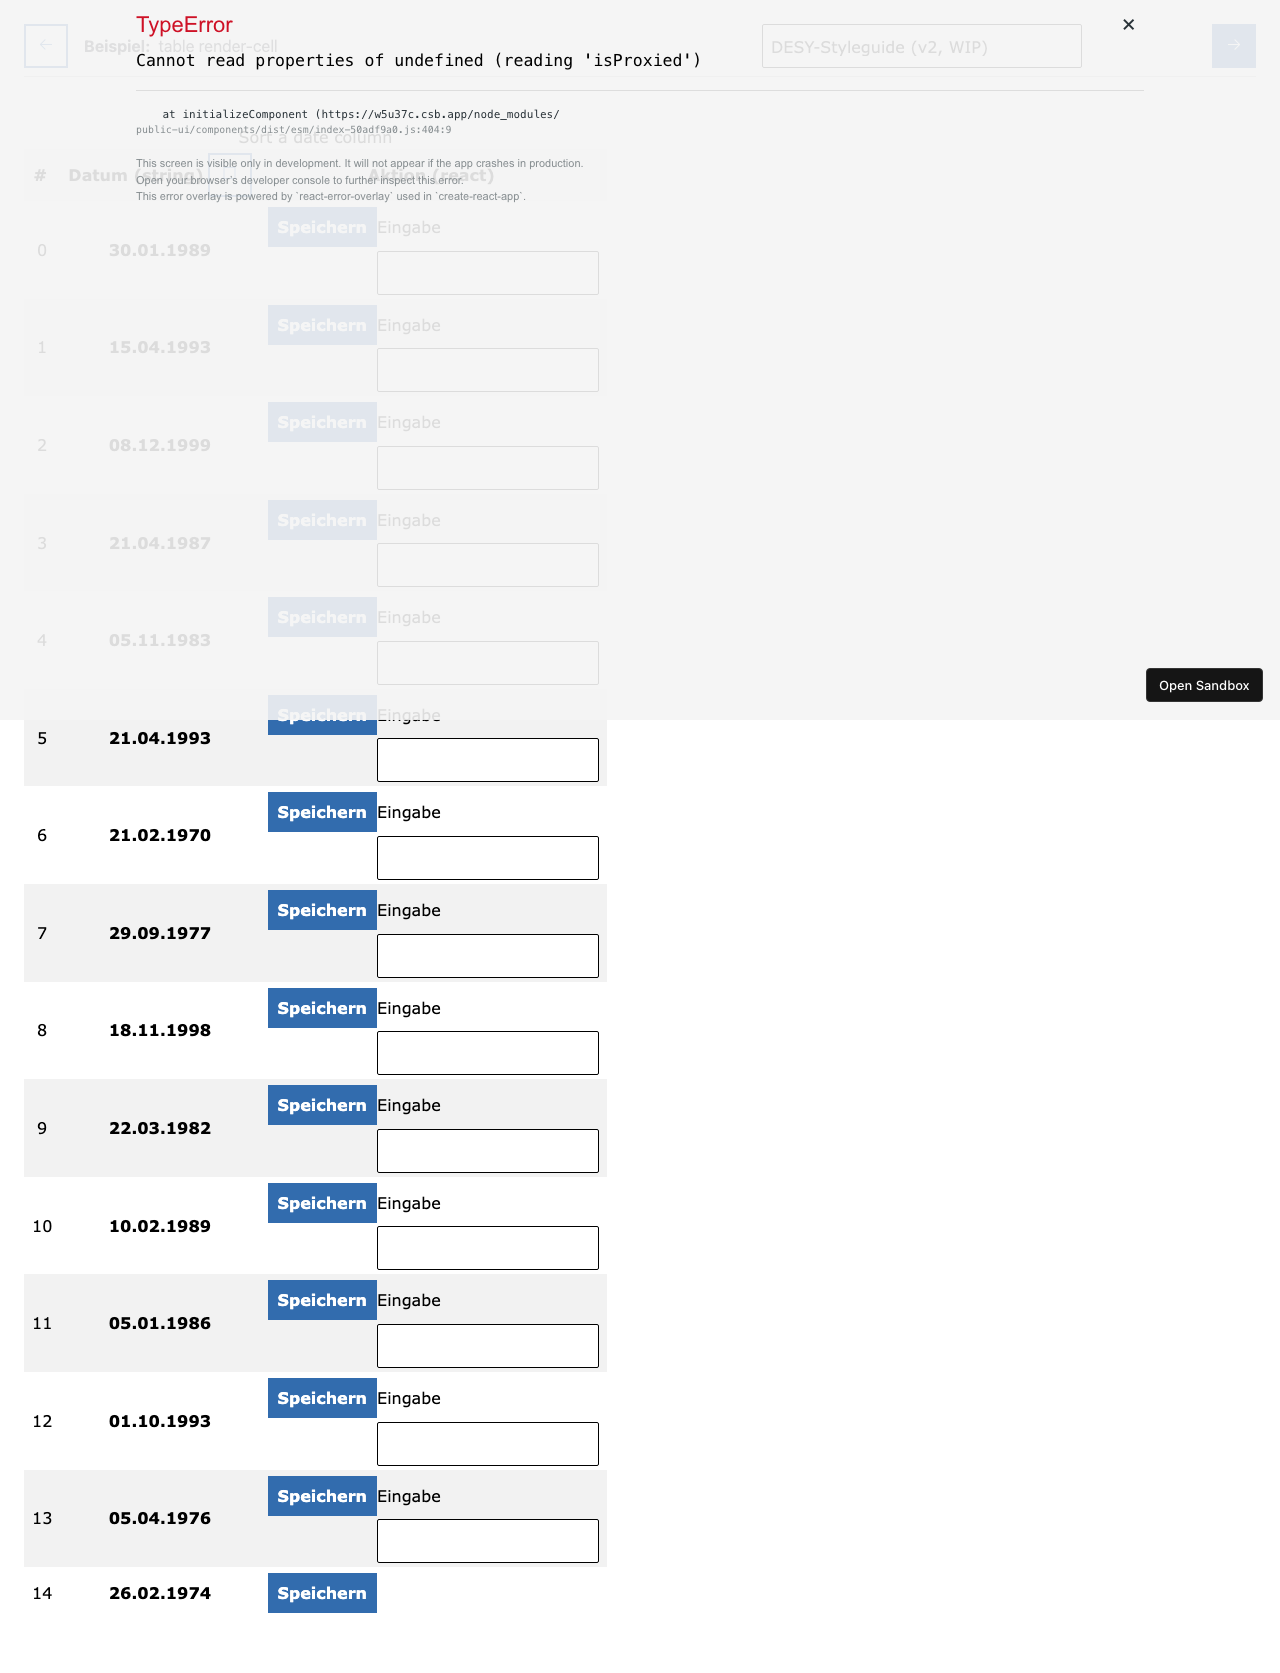 TypeError
✕
← Beispiel: table render-cell
DESY-Styleguide (v2, WIP) →
Cannot read properties of undefined (reading 'isProxied')
at initializeComponent (https://w5u37c.csb.app/node_modules/
public-ui/components/dist/esm/index-50adf9a0.js:404:9
Sort a date column
This screen is visible only in development. It will not appear if the app crashes in production.
# Datum (string) Aktion (react)
Open your browser's developer console to further inspect this error.
This error overlay is powered by `react-error-overlay` used in `create-react-app`.
0 30.01.1989 Speichern Eingabe
1 15.04.1993 Speichern Eingabe
2 08.12.1999 Speichern Eingabe
3 21.04.1987 Speichern Eingabe
4 05.11.1983 Speichern Eingabe
Open Sandbox
5 21.04.1993 Speichern Eingabe
6 21.02.1970 Speichern Eingabe
7 29.09.1977 Speichern Eingabe
8 18.11.1998 Speichern Eingabe
9 22.03.1982 Speichern Eingabe
10 10.02.1989 Speichern Eingabe
11 05.01.1986 Speichern Eingabe
12 01.10.1993 Speichern Eingabe
13 05.04.1976 Speichern Eingabe
14 26.02.1974 Speichern